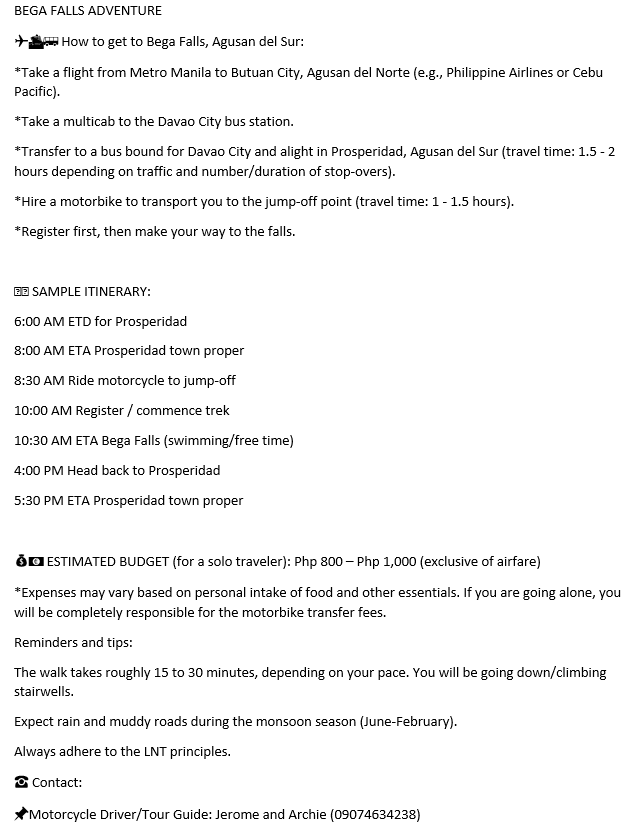 BEGA FALLS ADVENTURE
✈🚂🚌 How to get to Bega Falls, Agusan del Sur:
*Take a flight from Metro Manila to Butuan City, Agusan del Norte (e.g., Philippine Airlines or Cebu
Pacific).
*Take a multicab to the Davao City bus station.
*Transfer to a bus bound for Davao City and alight in Prosperidad, Agusan del Sur (travel time: 1.5 - 2
hours depending on traffic and number/duration of stop-overs).
*Hire a motorbike to transport you to the jump-off point (travel time: 1 - 1.5 hours).
*Register first, then make your way to the falls.
SAMPLE ITINERARY:
6:00 AM ETD for Prosperidad
8:00 AM ETA Prosperidad town proper
8:30 AM Ride motorcycle to jump-off
10:00 AM Register / commence trek
10:30 AM ETA Bega Falls (swimming/free time)
4:00 PM Head back to Prosperidad
5:30 PM ETA Prosperidad town proper
💰💵 ESTIMATED BUDGET (for a solo traveler): Php 800 – Php 1,000 (exclusive of airfare)
*Expenses may vary based on personal intake of food and other essentials. If you are going alone, you
will be completely responsible for the motorbike transfer fees.
Reminders and tips:
The walk takes roughly 15 to 30 minutes, depending on your pace. You will be going down/climbing
stairwells.
Expect rain and muddy roads during the monsoon season (June-February).
Always adhere to the LNT principles.
☎ Contact:
📌Motorcycle Driver/Tour Guide: Jerome and Archie (09074634238)